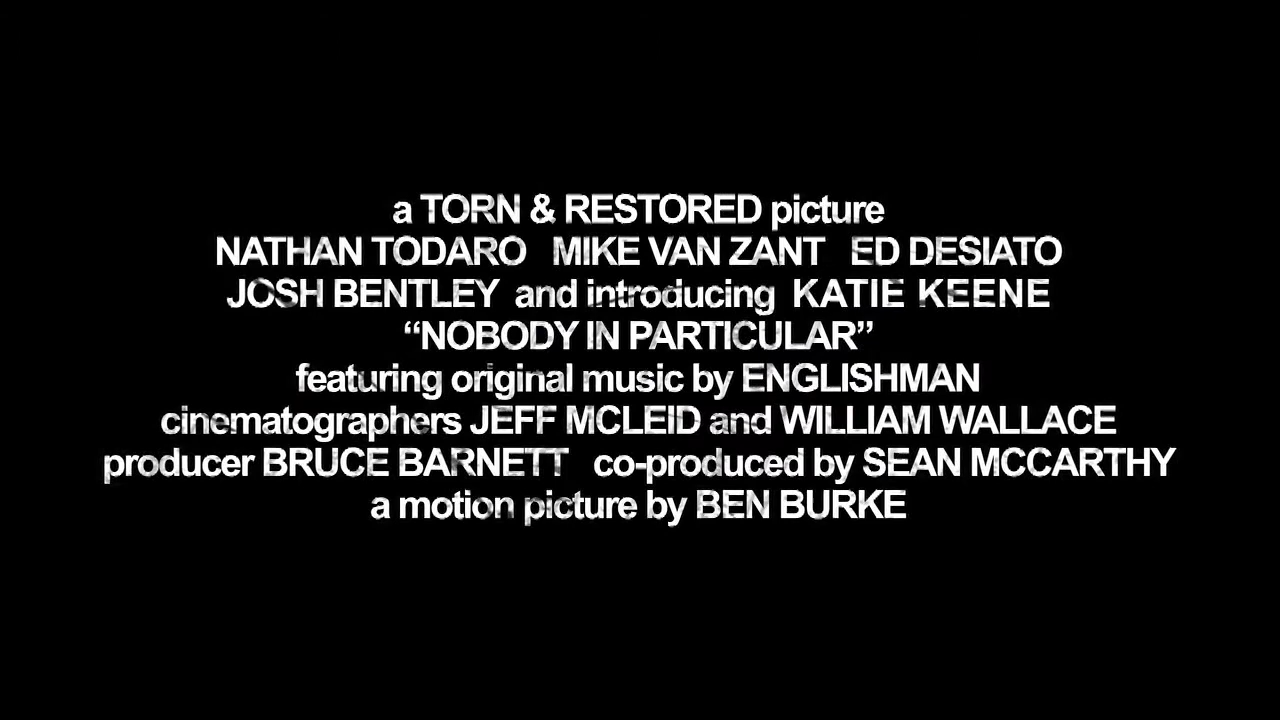 a TORN & RESTORED picture
NATHAN TODARO MIKE VAN ZANT ED DESIATO
JOSH BENTLEY and introducing KATIE KEENE
“NOBODY IN PARTICULAR”
featuring original music by ENGLISHMAN
cinematographers JEFF MCLEID and WILLIAM WALLACE
producer BRUCE BARNETT co-produced by SEAN MCCARTHY
a motion picture by BEN BURKE